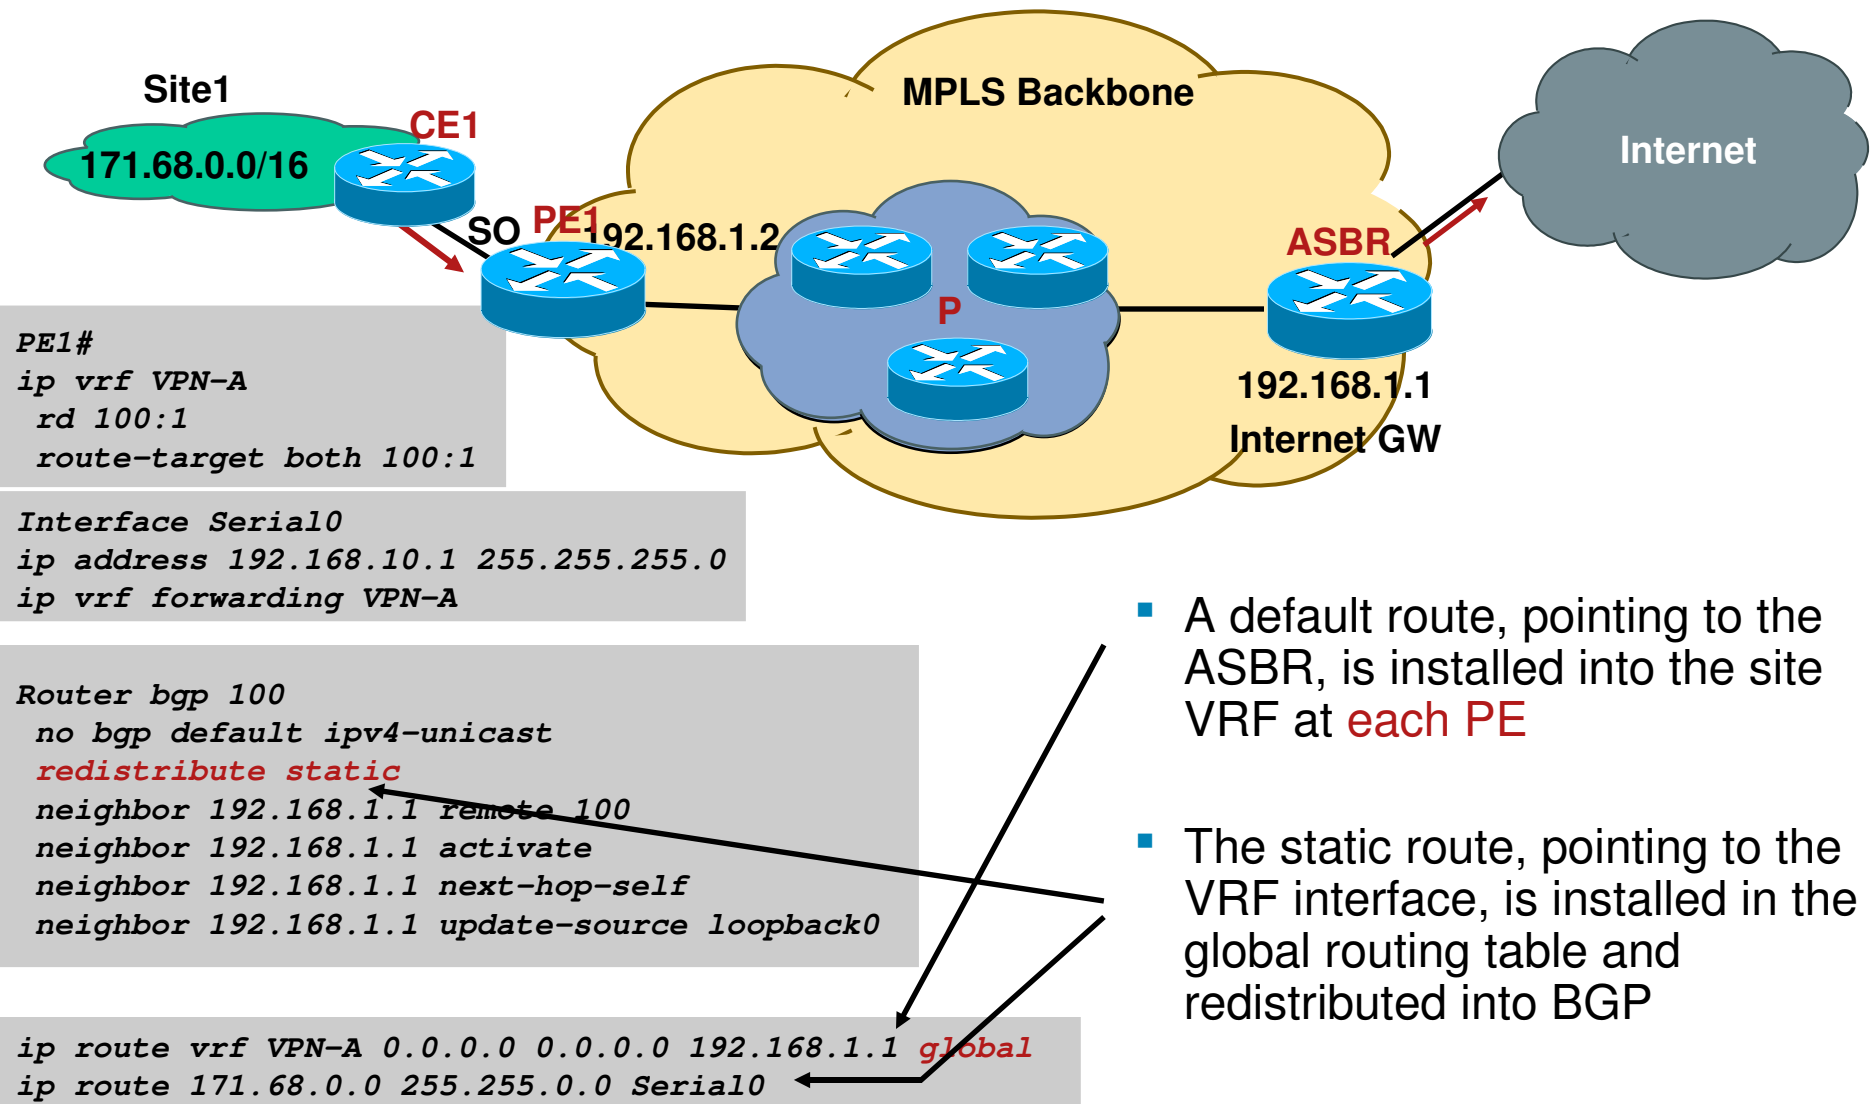 Site1
MPLS Backbone
CE1
171.68.0.0/16
Internet
SO
PE1
192.168.1.2
ASBR
P
192.168.1.1
Internet GW
PE1#
ip vrf VPN-A
rd 100:1
route-target both 100:1
Interface Serial0
ip address 192.168.10.1 255.255.255.0
ip vrf forwarding VPN-A
Router bgp 100
no bgp default ipv4-unicast
redistribute static
neighbor 192.168.1.1 remote 100
neighbor 192.168.1.1 activate
neighbor 192.168.1.1 next-hop-self
neighbor 192.168.1.1 update-source loopback0
ip route vrf VPN-A 0.0.0.0 0.0.0.0 192.168.1.1 global
ip route 171.68.0.0 255.255.0.0 Serial0
A default route, pointing to the
ASBR, is installed into the site
VRF at each PE
The static route, pointing to the
VRF interface, is installed in the
global routing table and
redistributed into BGP